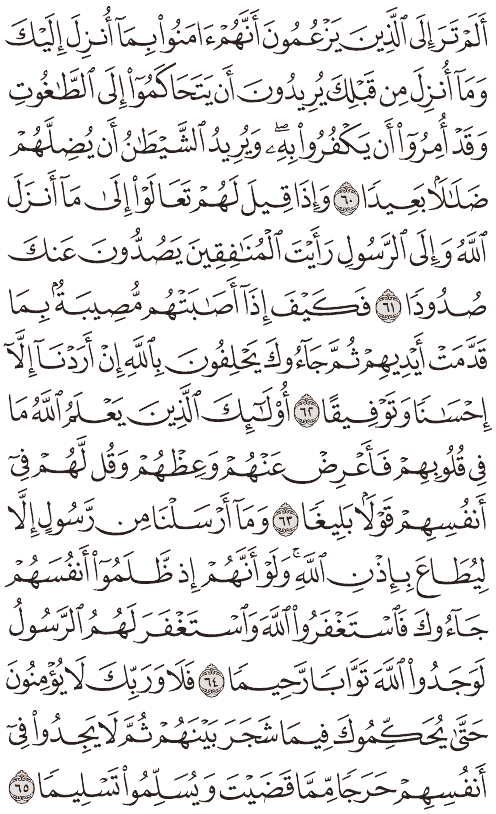 أَلَمْ تَرَ إِلَى ٱلَّذِينَ يَزْعُمُونَ أَنَّهُمْ ءَامَنُوا۟ بِمَآ أُنزِلَ إِلَيْكَ
وَمَآ أُنزِلَ مِن قَبْلِكَ يُرِيدُونَ أَن يَتَحَاكَمُوٓا۟ إِلَى ٱلطَّٰغُوتِ
وَقَدْ أُمِرُوٓا۟ أَن يَكْفُرُوا۟ بِهِۦۖ وَيُرِيدُ ٱلشَّيْطَٰنُ أَن يُضِلَّهُمْ
ضَلَٰلًۢا بَعِيدًا ٦٠ وَإِذَا قِيلَ لَهُمْ تَعَالَوْا۟ إِلَىٰ مَآ أَنزَلَ
ٱللَّهُ وَإِلَى ٱلرَّسُولِ رَأَيْتَ ٱلْمُنَٰفِقِينَ يَصُدُّونَ عَنكَ
صُدُودًا ٦١ فَكَيْفَ إِذَآ أَصَٰبَتْهُم مُّصِيبَةٌۢ بِمَا
قَدَّمَتْ أَيْدِيهِمْ ثُمَّ جَآءُوكَ يَحْلِفُونَ بِٱللَّهِ إِنْ أَرَدْنَآ إِلَّآ
إِحْسَٰنًا وَتَوْفِيقًا ٦٢ أُو۟لَٰٓئِكَ ٱلَّذِينَ يَعْلَمُ ٱللَّهُ مَا
فِى قُلُوبِهِمْ فَأَعْرِضْ عَنْهُمْ وَعِظْهُمْ وَقُل لَّهُمْ فِىٓ
أَنفُسِهِمْ قَوْلًۢا بَلِيغًا ٦٣ وَمَآ أَرْسَلْنَا مِن رَّسُولٍ إِلَّا
لِيُطَاعَ بِإِذْنِ ٱللَّهِۚ وَلَوْ أَنَّهُمْ إِذ ظَّلَمُوٓا۟ أَنفُسَهُمْ
جَآءُوكَ فَٱسْتَغْفَرُوا۟ ٱللَّهَ وَٱسْتَغْفَرَ لَهُمُ ٱلرَّسُولُ
لَوَجَدُوا۟ ٱللَّهَ تَوَّابًا رَّحِيمًا ٦٤ فَلَا وَرَبِّكَ لَا يُؤْمِنُونَ
حَتَّىٰ يُحَكِّمُوكَ فِيمَا شَجَرَ بَيْنَهُمْ ثُمَّ لَا يَجِدُوا۟ فِىٓ
أَنفُسِهِمْ حَرَجًا مِّمَّا قَضَيْتَ وَيُسَلِّمُوا۟ تَسْلِيمًا ٦٥